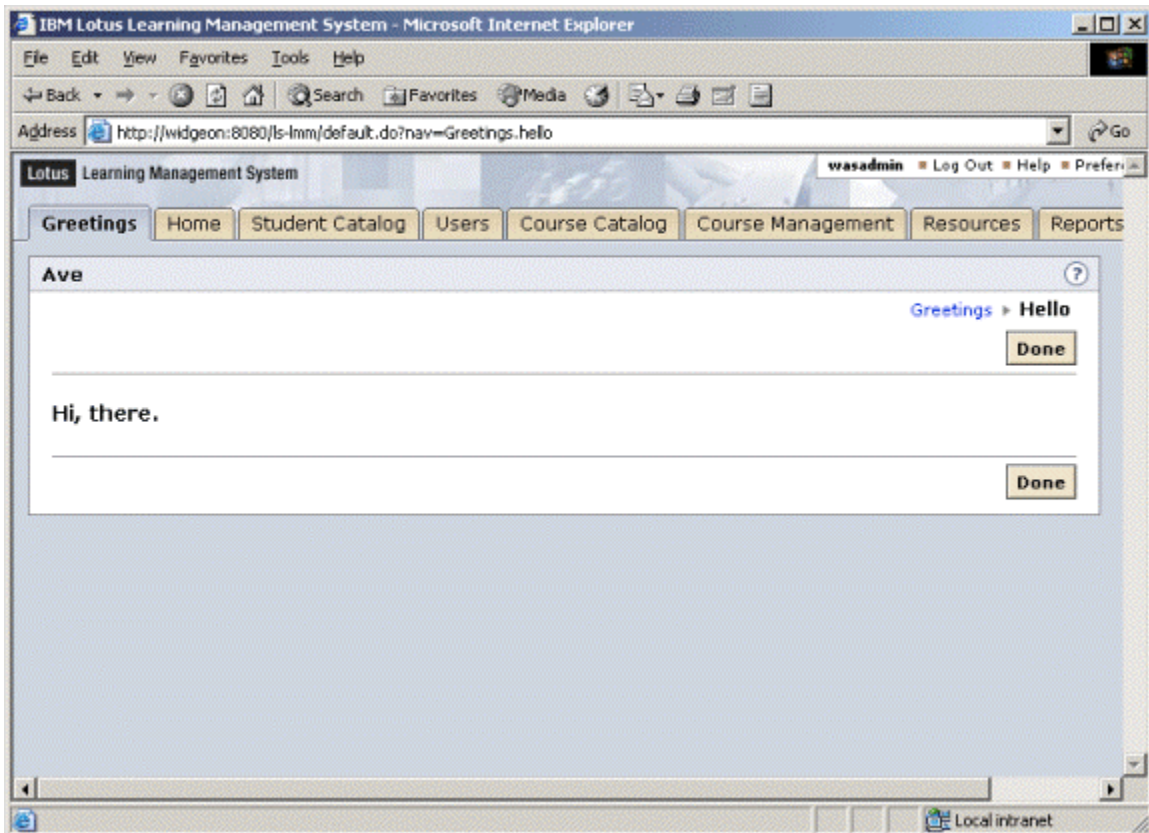 IBM Lotus Learning Management System - Microsoft Internet Explorer
File Edit View Favorites Tools Help
Back Search Favorites Media
Address http://widgeon:8080/ls-lmm/default.do?nav=Greetings.hello Go
Lotus Learning Management System wasadmin Log Out Help
Greetings Home Student Catalog Users Course Catalog Course Management Resources Reports
Ave ?
Greetings Hello
Done
Hi, there.
Done
Local intranet